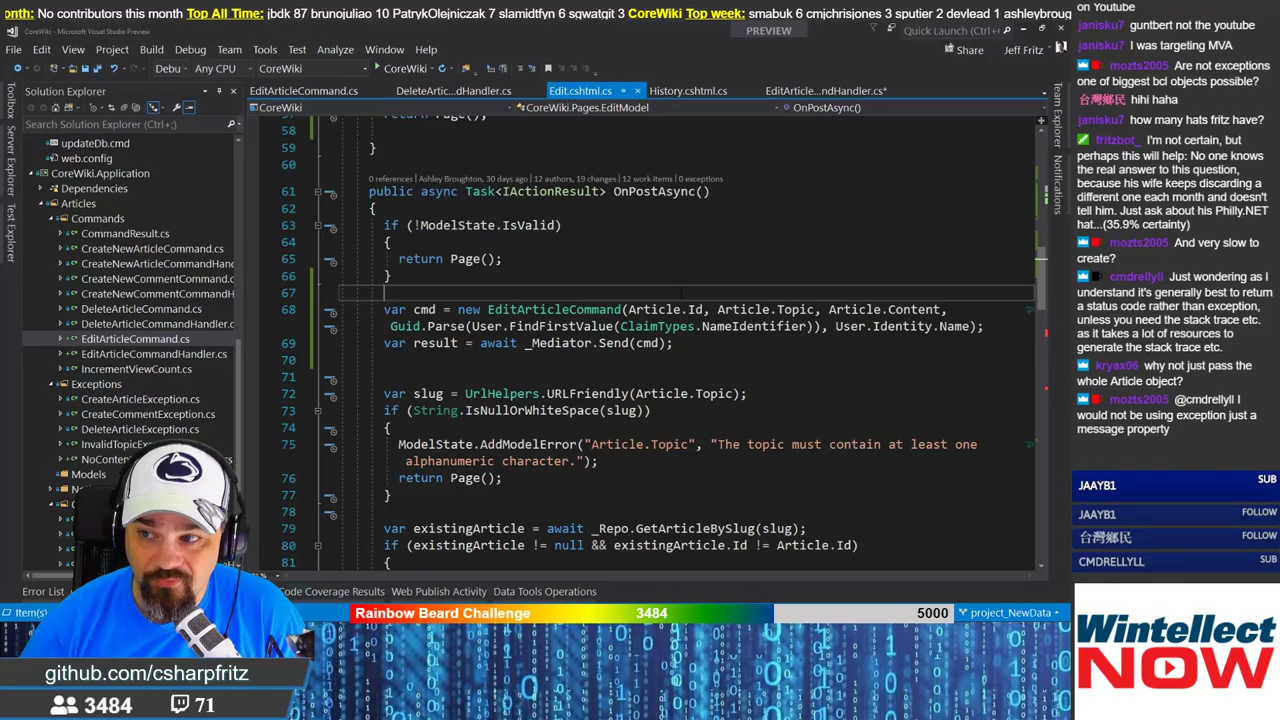 onth: No contributors this month Top All Time: jbdk 87 brunojuliao 10 PatrykOlejniczak 7 slamidtfyn 6 sqwatgit 3 CoreWiki Top week: smabuk 6 cmjchrisjones 3 sputier 2 devlead 1 ashleybroug
CoreWiki - Microsoft Visual Studio Preview
PREVIEW
Quick Launch (Ctrl+Q)
File Edit View Project Build Debug Team Tools Test Analyze Window Help
Share Jeff Fritz
Debug Any CPU CoreWiki CoreWiki
Toolbox
Server Explorer
Test Explorer
Solution Explorer
Search Solution Explorer (Ctrl+;)
updateDb.cmd
web.config
CoreWiki.Application
Dependencies
Articles
Commands
CommandResult.cs
CreateNewArticleCommand.cs
CreateNewArticleCommandHand
CreateNewCommentCommand.c
CreateNewCommentCommandH
DeleteArticleCommand.cs
DeleteArticleCommandHandler.c
EditArticleCommand.cs
EditArticleCommandHandler.cs
IncrementViewCount.cs
Exceptions
CreateArticleException.cs
CreateCommentException.cs
DeleteArticleException.cs
InvalidTopicEx
NoConten
Models
EditArticleCommand.cs DeleteArtic...dHandler.cs Edit.cshtml.cs History.cshtml.cs EditArticle...ndHandler.cs*
CoreWiki CoreWiki.Pages.EditModel OnPostAsync()
57 return Page();
58
59 }
60
0 references | Ashley Broughton, 30 days ago | 12 authors, 19 changes | 12 work items | 0 exceptions
61 public async Task<IActionResult> OnPostAsync()
62 {
63 if (!ModelState.IsValid)
64 {
65 return Page();
66 }
67
68 var cmd = new EditArticleCommand(Article.Id, Article.Topic, Article.Content,
Guid.Parse(User.FindFirstValue(ClaimTypes.NameIdentifier)), User.Identity.Name);
69 var result = await _Mediator.Send(cmd);
70
71
72 var slug = UrlHelpers.URLFriendly(Article.Topic);
73 if (String.IsNullOrWhiteSpace(slug))
74 {
75 ModelState.AddModelError("Article.Topic", "The topic must contain at least one
alphanumeric character.");
76 return Page();
77 }
78
79 var existingArticle = await _Repo.GetArticleBySlug(slug);
80 if (existingArticle != null && existingArticle.Id != Article.Id)
81 {
Team Explorer
Notifications
Error List
Code Coverage Results Web Publish Activity Data Tools Operations
Item(s)
Rainbow Beard Challenge 3484 5000
project_NewData
github.com/csharpfritz
3484 71
on Youtube
janisku7 guntbert not the youtube
janisku7 I was targeting MVA
mozts2005 Are not exceptions
one of biggest bcl objects possible?
台灣鄉民 hihi haha
janisku7 how many hats fritz have?
fritzbot_ I'm not certain, but
perhaps this will help: No one knows
the real answer to this question,
because his wife keeps discarding a
different one each month and doesn't
tell him. Just ask about his Philly.NET
hat...(35.9% certainty)
mozts2005 And very slow to
create?
cmdrellyll Just wondering as I
understand it's generally best to return
a status code rather than exception,
unless you need the stack trace etc.
as it takes a lot of resources to
generate the stack trace etc.
kryax06 why not just pass the
whole Article object?
mozts2005 @cmdrellyll I
would not be using exception just a
message property
JAAYB1 SUB
JAAYB1 FOLLOW
台灣鄉民 FOLLOW
CMDRELLYLL SUB
Wintellect
NOW